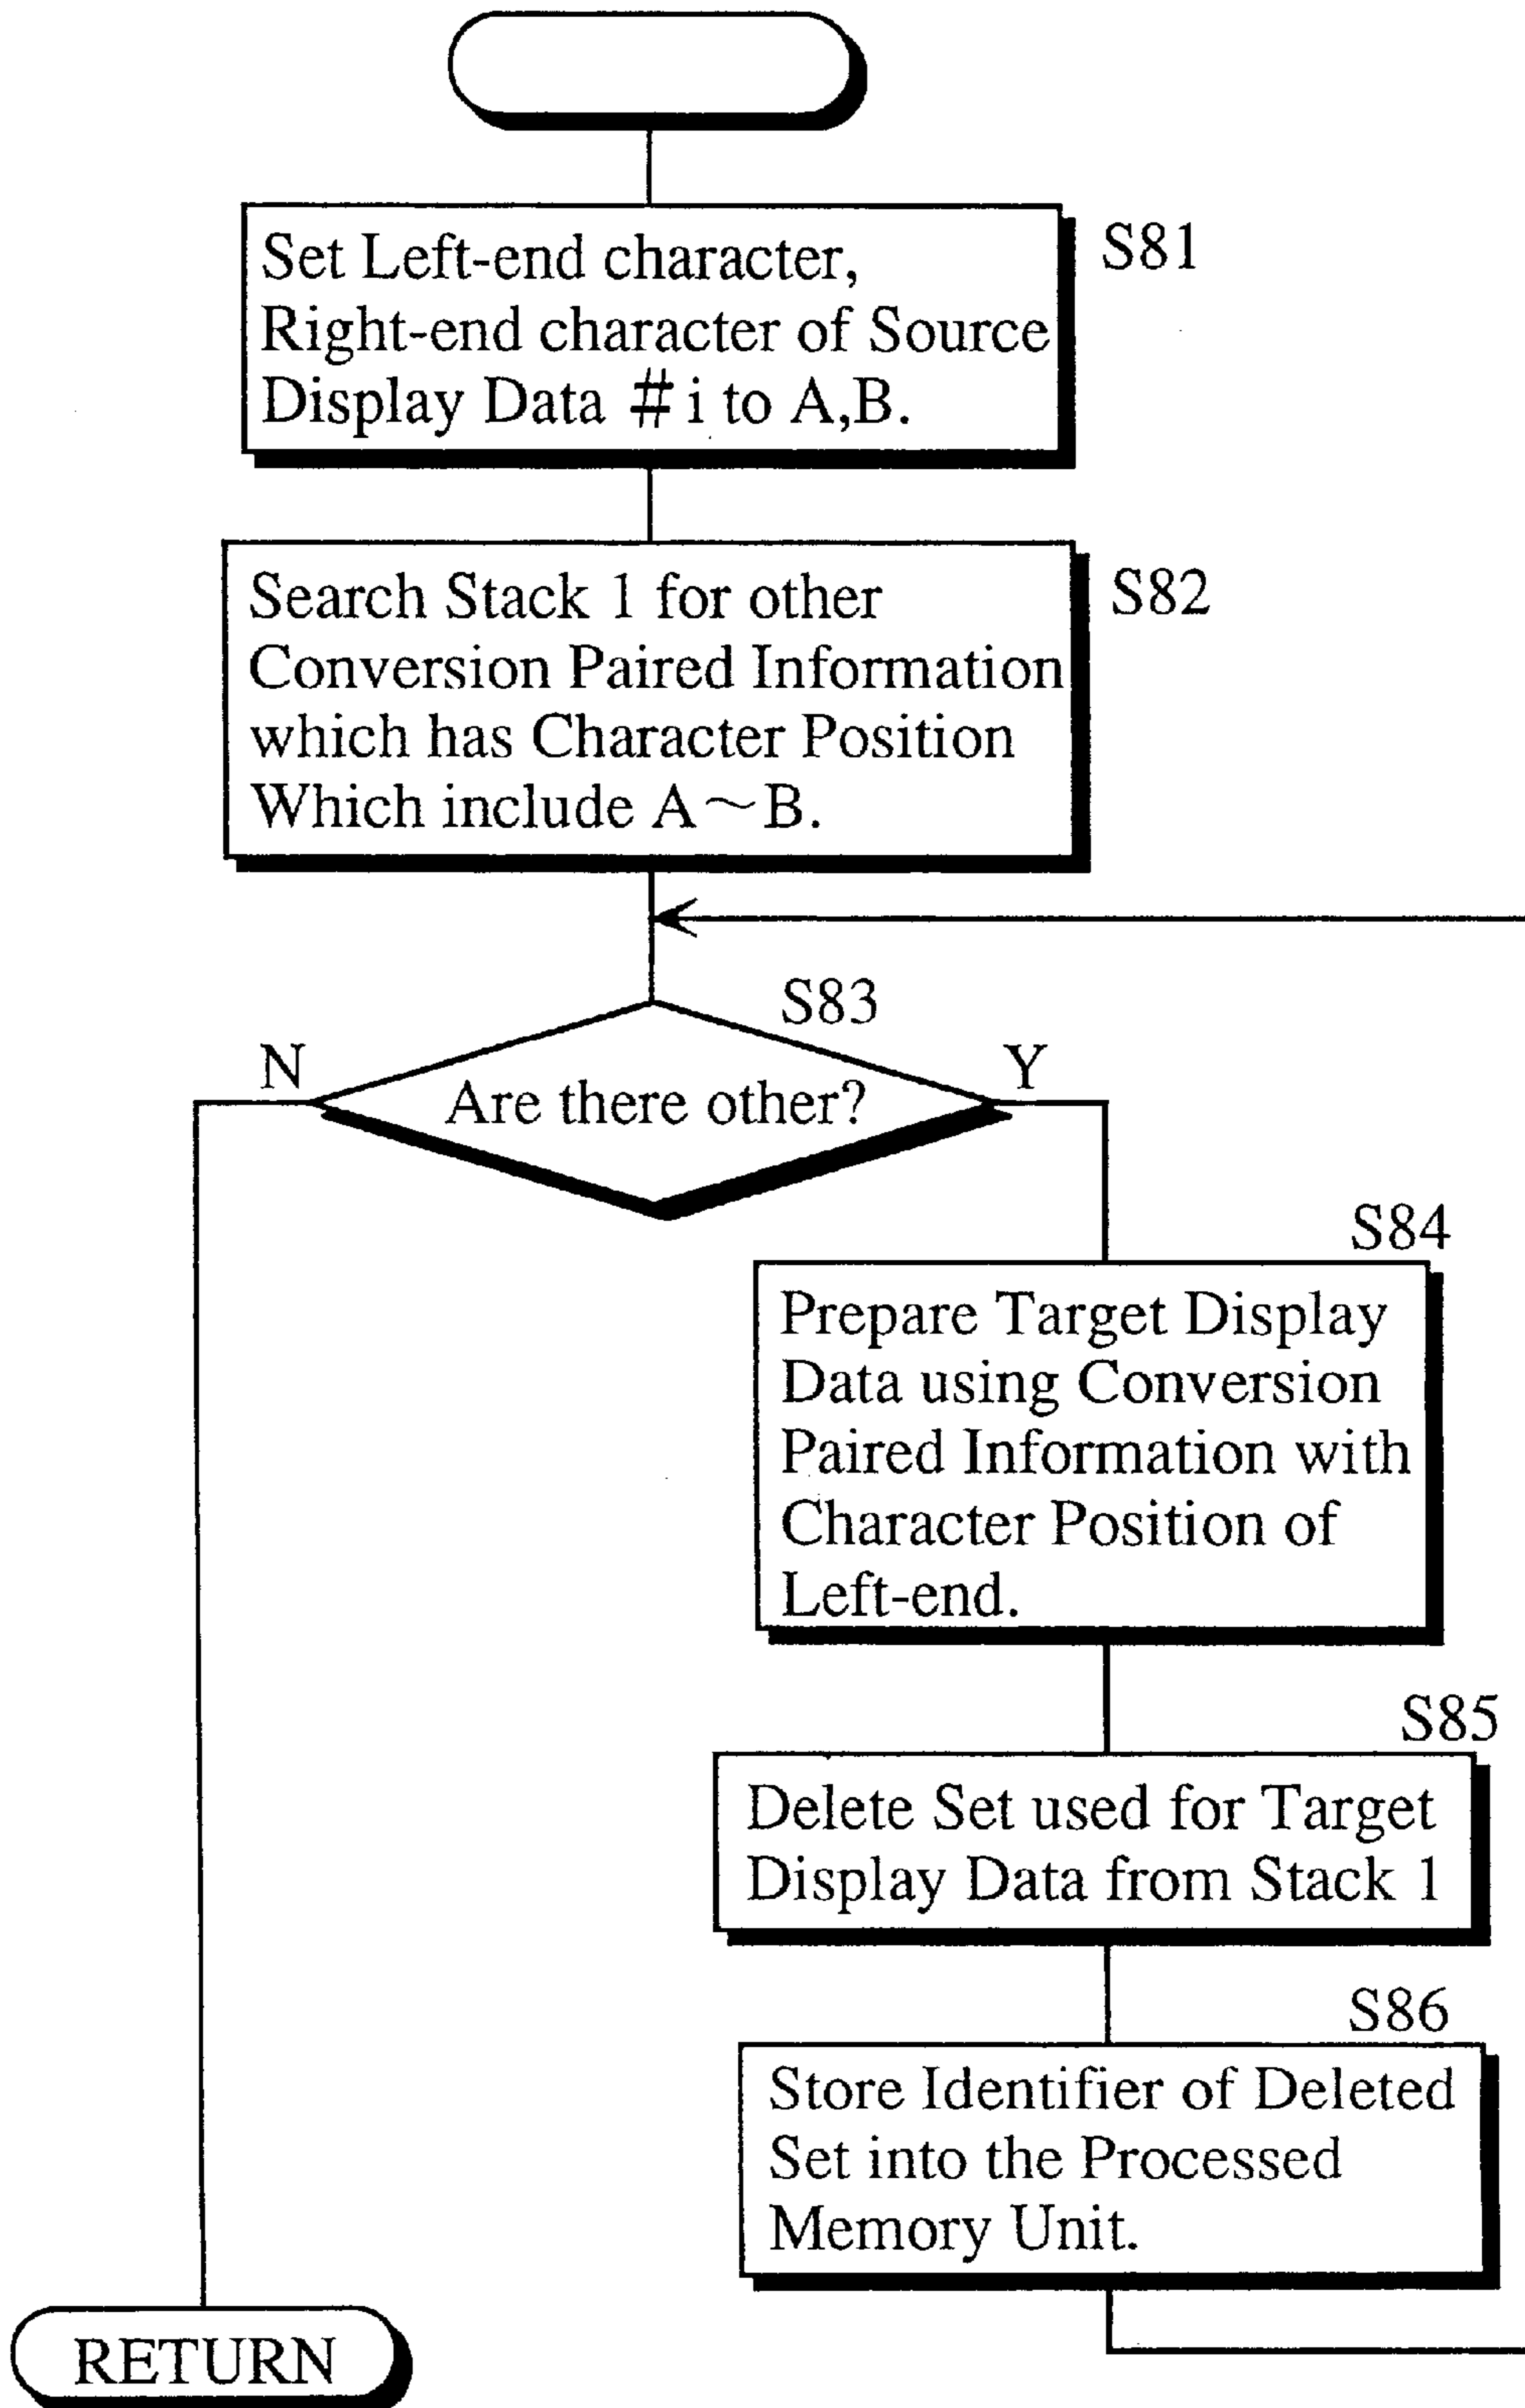 S81
Set Left-end character,
Right-end character of Source
Display Data # i to A,B.
S82
Search Stack 1 for other
Conversion Paired Information
which has Character Position
Which include A～B.
S83
N
Y
Are there other?
S84
Prepare Target Display
Data using Conversion
Paired Information with
Character Position of
Left-end.
S85
Delete Set used for Target
Display Data from Stack 1
S86
Store Identifier of Deleted
Set into the Processed
Memory Unit.
RETURN